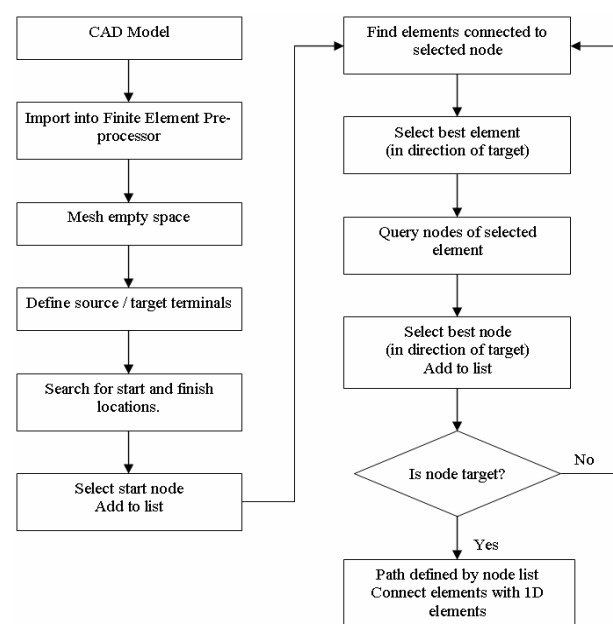 CAD Model
Import into Finite Element Pre-
processor
Mesh empty space
Define source / target terminals
Search for start and finish
locations.
Select start node
Add to list
Find elements connected to
selected node
Select best element
(in direction of target)
Query nodes of selected
element
Select best node
(in direction of target)
Add to list
Is node target?
No
Yes
Path defined by node list
Connect elements with 1D
elements